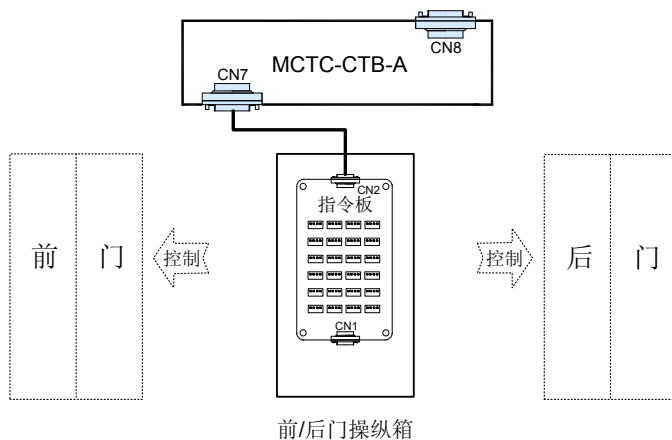 CN8
MCTC-CTB-A
CN7
CN2
指令板
前 门
控制
控制
后 门
CN1
前/后门操纵箱